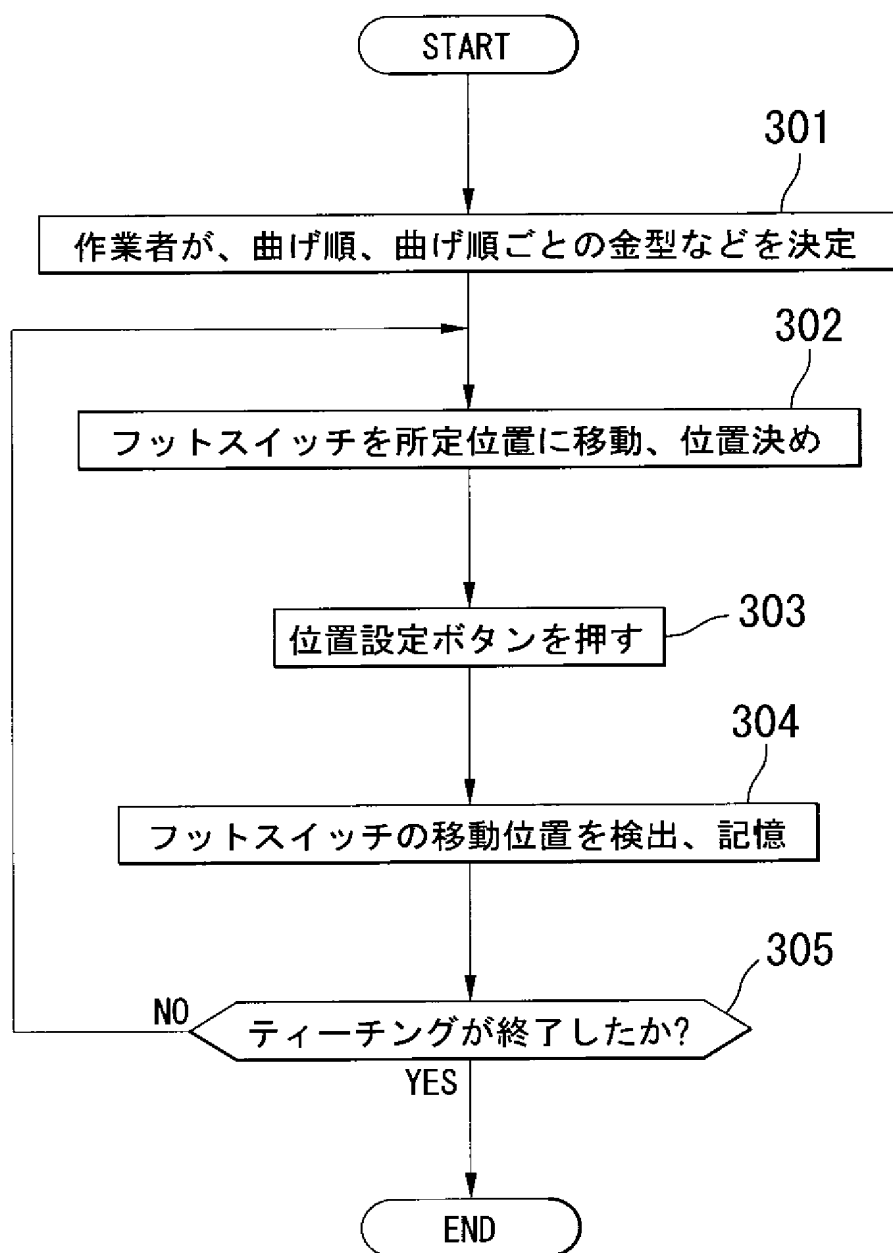 START
301
作業者が、曲げ順、曲げ順ごとの金型などを決定
302
フットスイッチを所定位置に移動、位置決め
303
位置設定ボタンを押す
304
フットスイッチの移動位置を検出、記憶
305
NO
ティーチングが終了したか?
YES
END